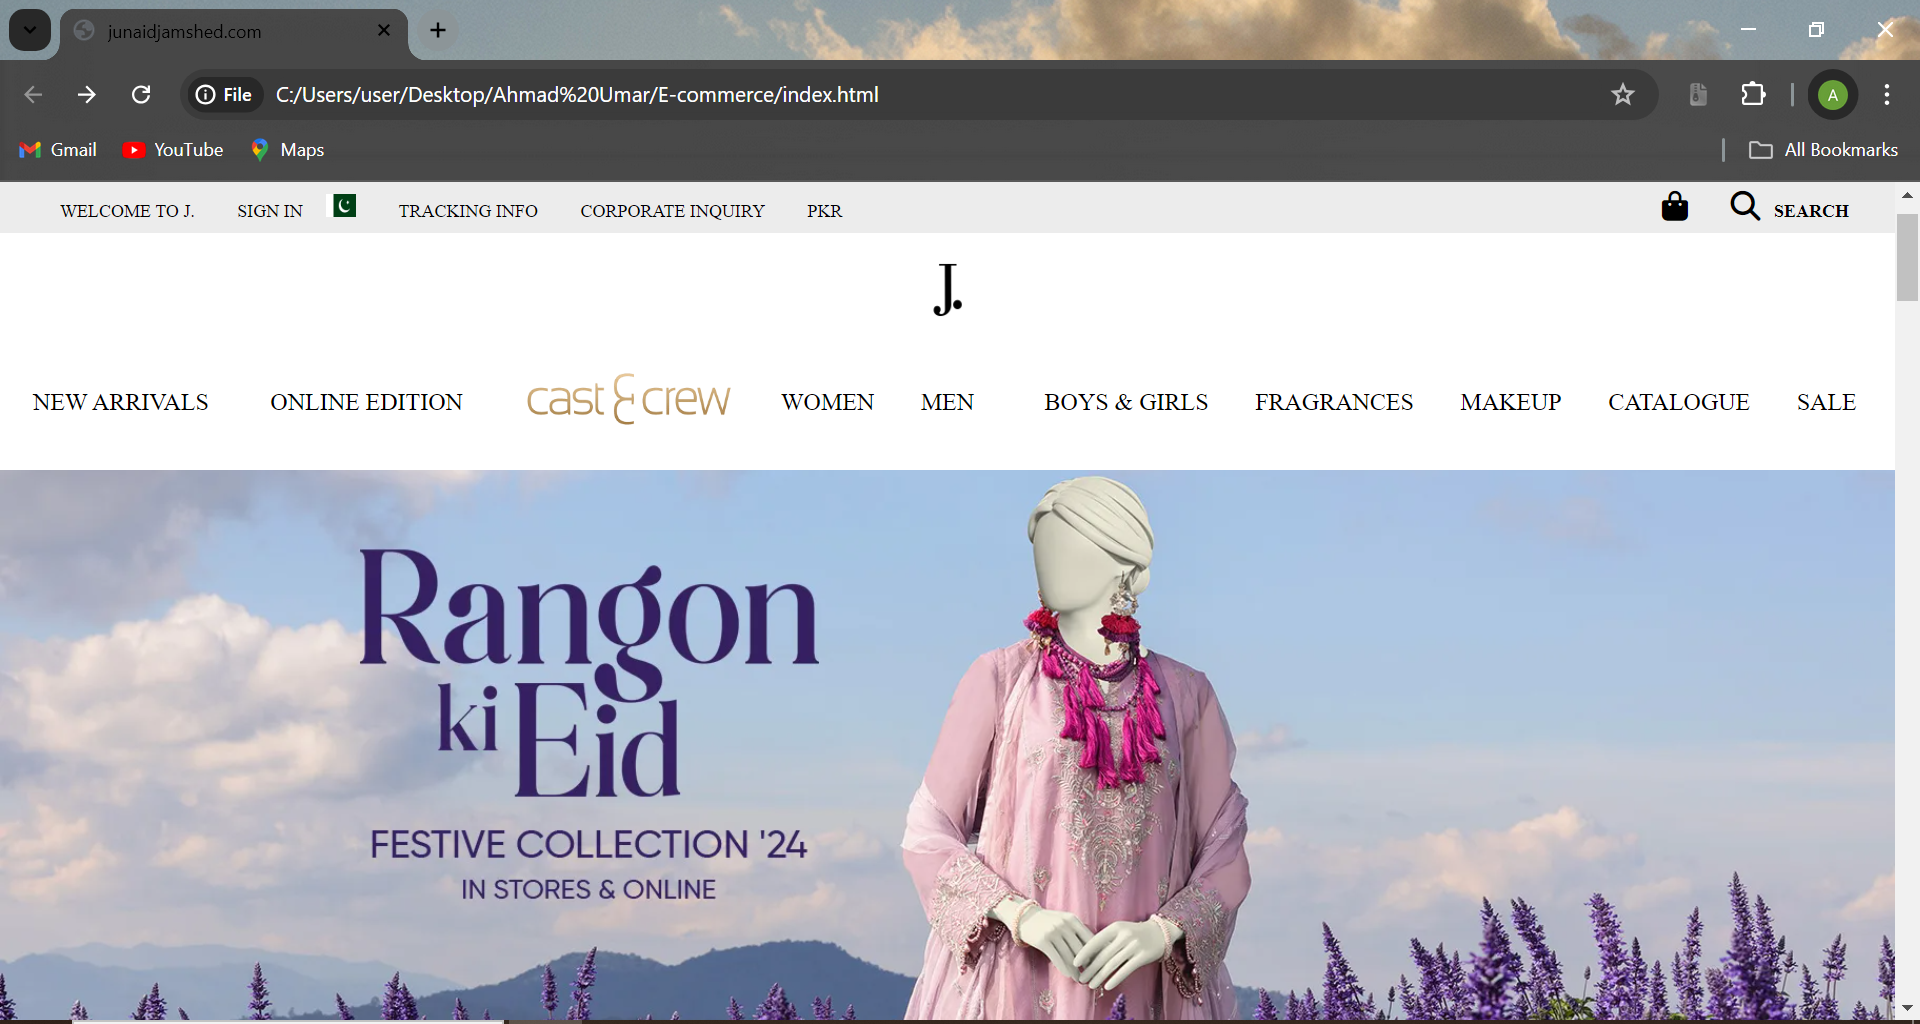 junaidjamshed.com
File C:/Users/user/Desktop/Ahmad%20Umar/E-commerce/index.html A
Gmail YouTube Maps All Bookmarks
WELCOME TO J. SIGN IN TRACKING INFO CORPORATE INQUIRY PKR SEARCH
J.
NEW ARRIVALS ONLINE EDITION cast & crew WOMEN MEN BOYS & GIRLS FRAGRANCES MAKEUP CATALOGUE SALE
Rangon
ki Eid
FESTIVE COLLECTION '24
IN STORES & ONLINE